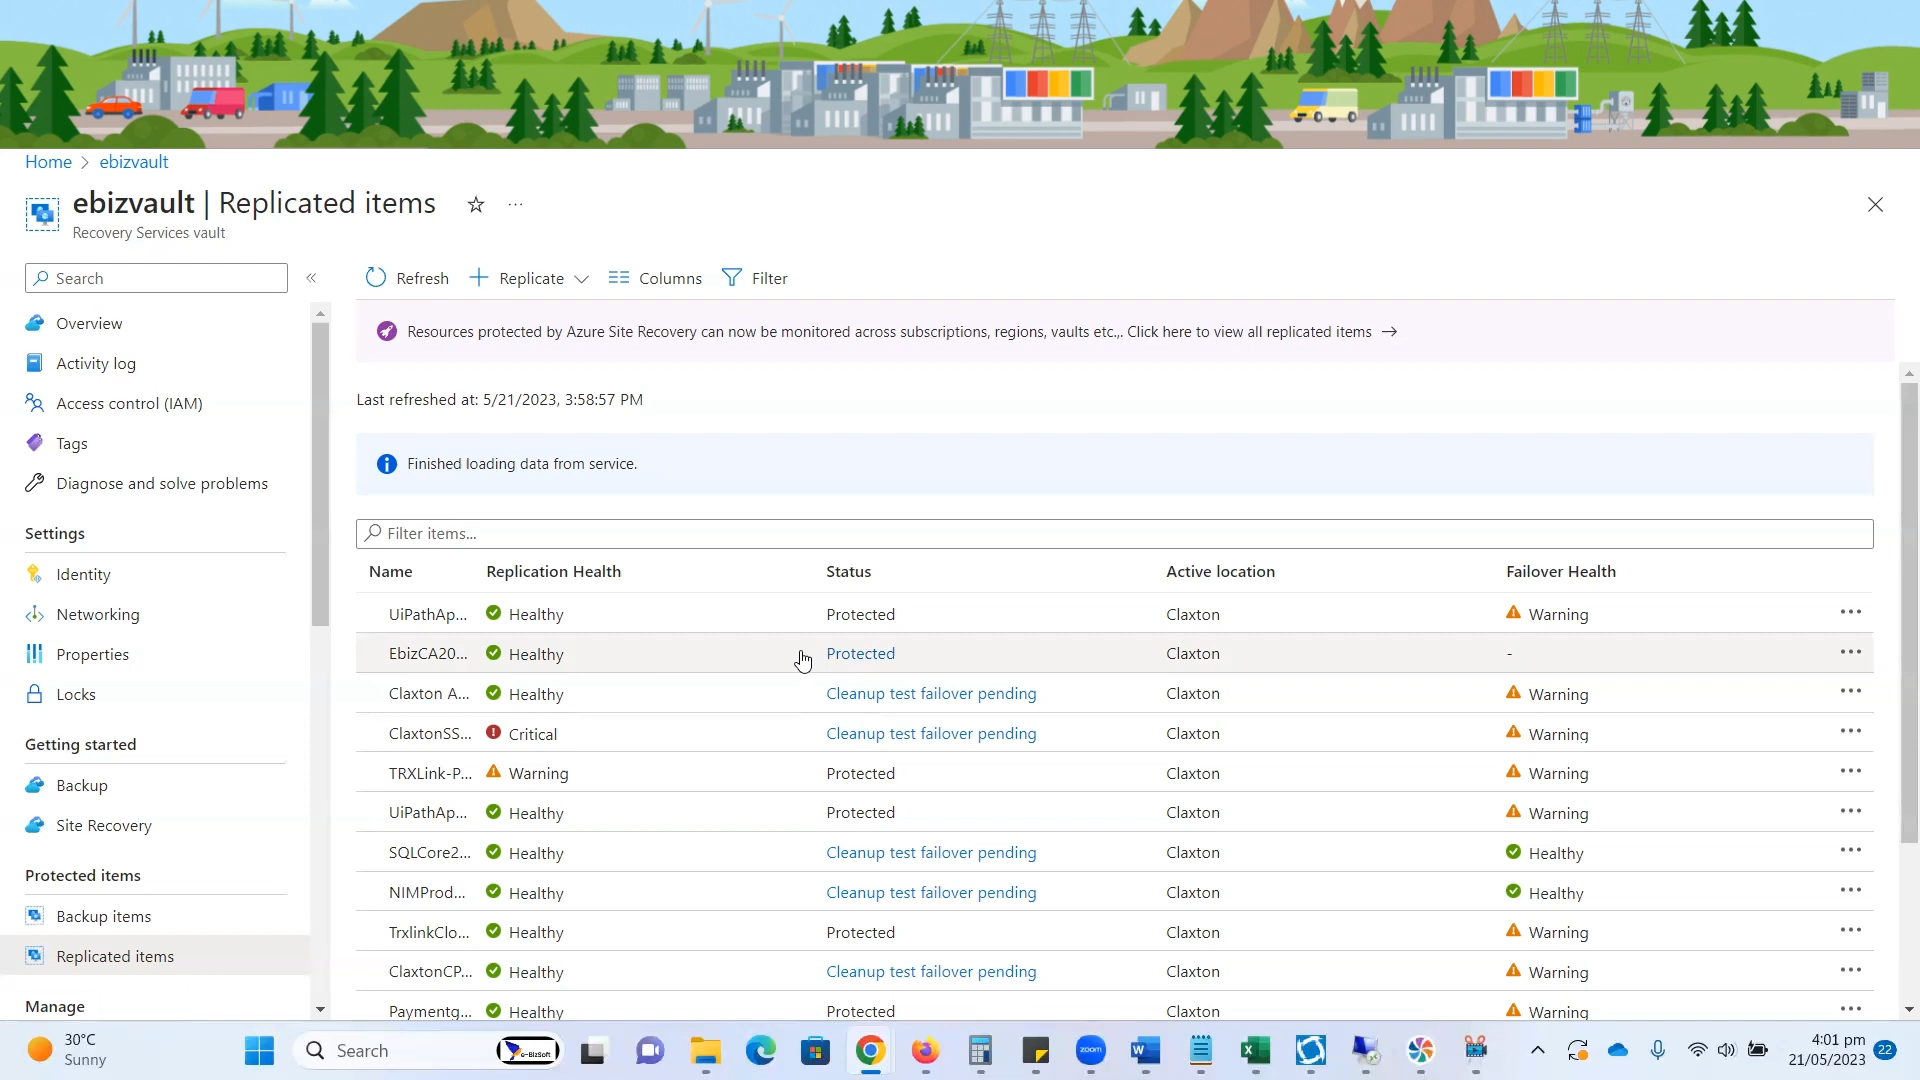 Home > ebizvault
ebizvault | Replicated items
Recovery Services vault
Search
Overview
Activity log
Access control (IAM)
Tags
Diagnose and solve problems
Settings
Identity
Networking
Properties
Locks
Getting started
Backup
Site Recovery
Protected items
Backup items
Replicated items
Manage
Refresh Replicate Columns Filter
Resources protected by Azure Site Recovery can now be monitored across subscriptions, regions, vaults etc.,. Click here to view all replicated items →
Last refreshed at: 5/21/2023, 3:58:57 PM
Finished loading data from service.
Filter items...
Name Replication Health Status Active location Failover Health
UiPathAp... Healthy Protected Claxton Warning
EbizCA20... Healthy Protected Claxton -
Claxton A... Healthy Cleanup test failover pending Claxton Warning
ClaxtonSS... Critical Cleanup test failover pending Claxton Warning
TRXLink-P... Warning Protected Claxton Warning
UiPathAp... Healthy Protected Claxton Warning
SQLCore2... Healthy Cleanup test failover pending Claxton Healthy
NIMProd... Healthy Cleanup test failover pending Claxton Healthy
TrxlinkClo... Healthy Protected Claxton Warning
ClaxtonCP... Healthy Cleanup test failover pending Claxton Warning
Paymentg... Healthy Protected Claxton Warning
30°C
Sunny
Search
e-BizSoft
zoom
4:01 pm
21/05/2023
22